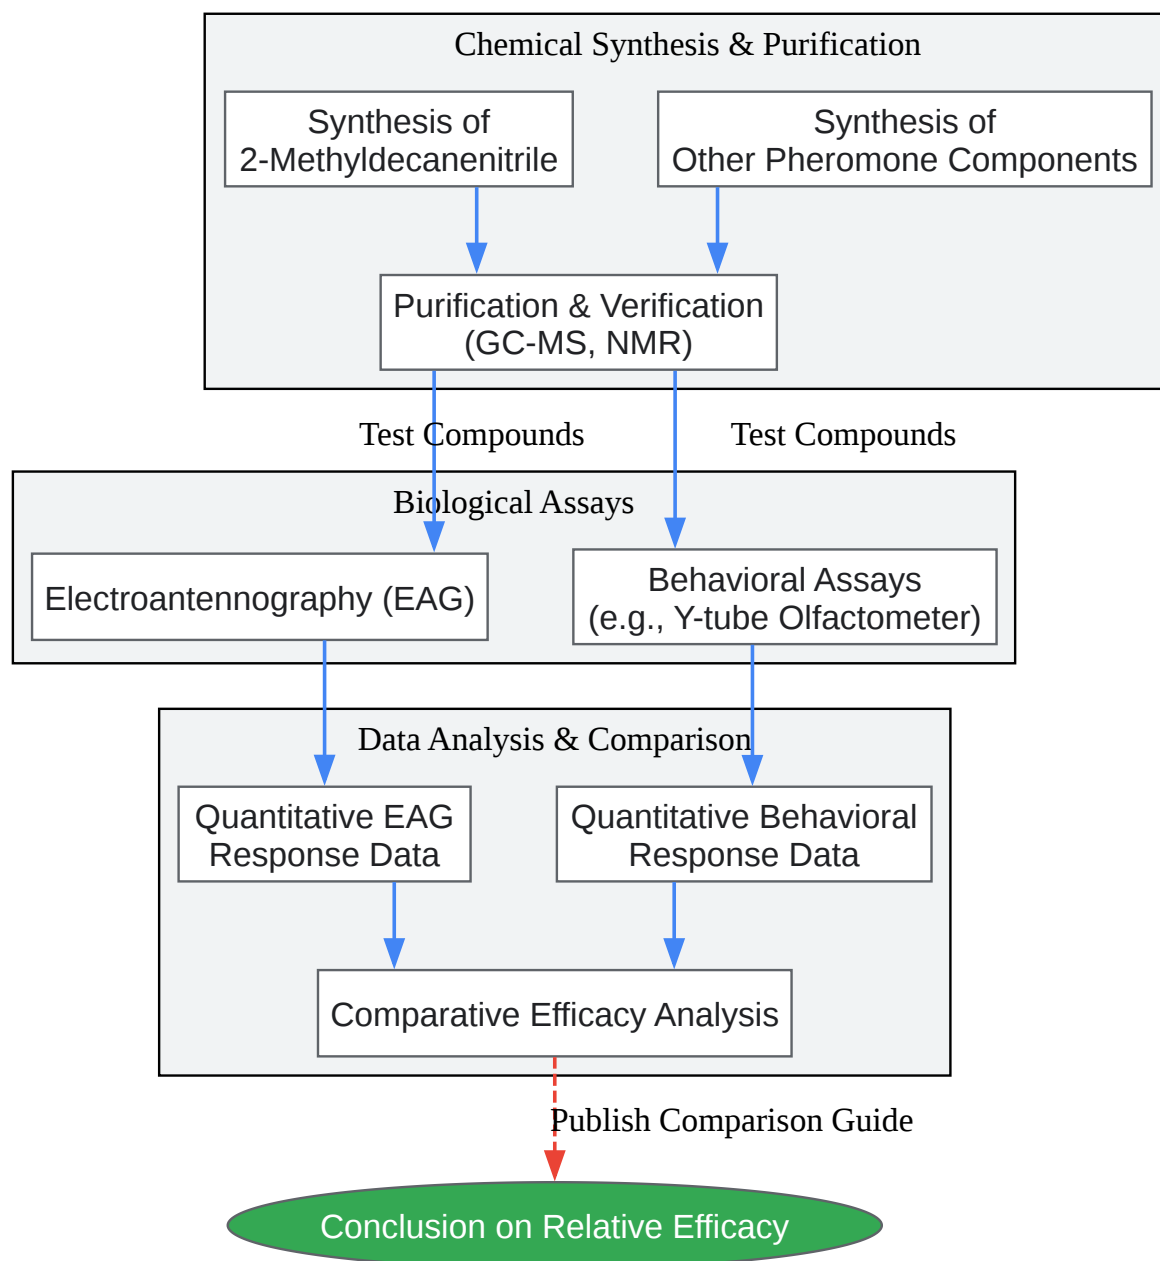 Chemical Synthesis & Purification
Synthesis of
2-Methyldecanenitrile
Synthesis of
Other Pheromone Components
Purification & Verification
(GC-MS, NMR)
Test Compounds
Test Compounds
Biological Assays
Electroantennography (EAG)
Behavioral Assays
(e.g., Y-tube Olfactometer)
Data Analysis & Comparison
Quantitative EAG
Response Data
Quantitative Behavioral
Response Data
Comparative Efficacy Analysis
Publish Comparison Guide
Conclusion on Relative Efficacy